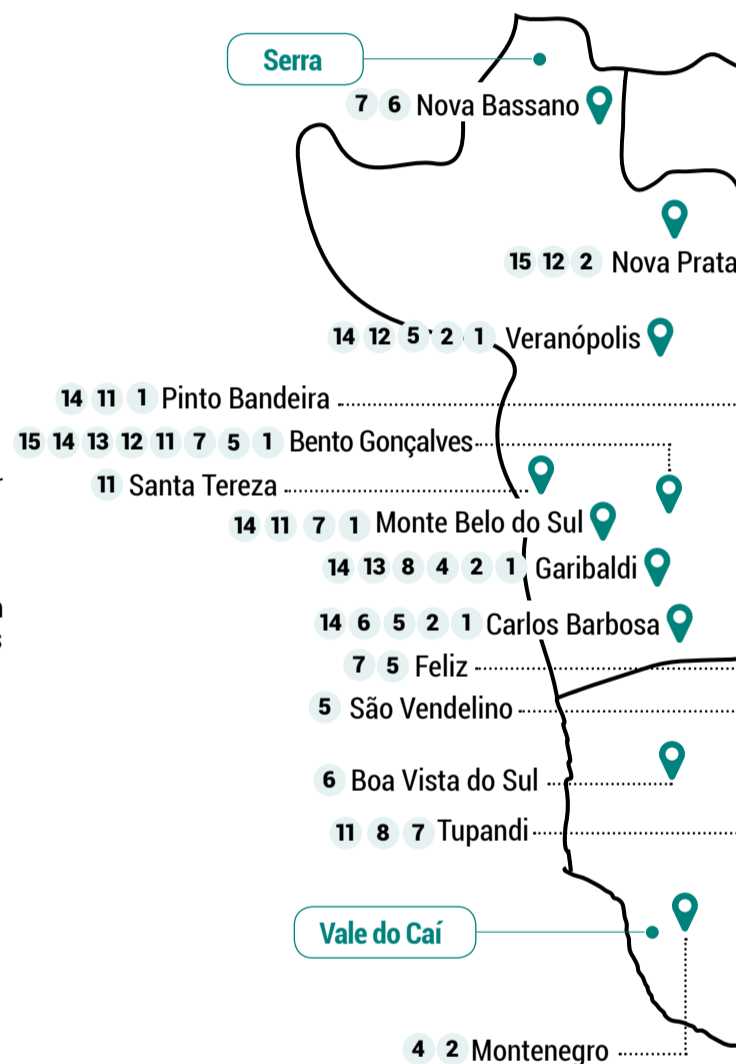 Serra
7 6 Nova Bassano
15 12 2 Nova Prata
14 12 5 2 1 Veranópolis
14 11 1 Pinto Bandeira
15 14 13 12 11 7 5 1 Bento Gonçalves
11 Santa Tereza
14 11 7 1 Monte Belo do Sul
14 13 8 4 2 1 Garibaldi
14 6 5 2 1 Carlos Barbosa
7 5 Feliz
5 São Vendelino
6 Boa Vista do Sul
11 8 7 Tupandi
Vale do Caí
4 2 Montenegro